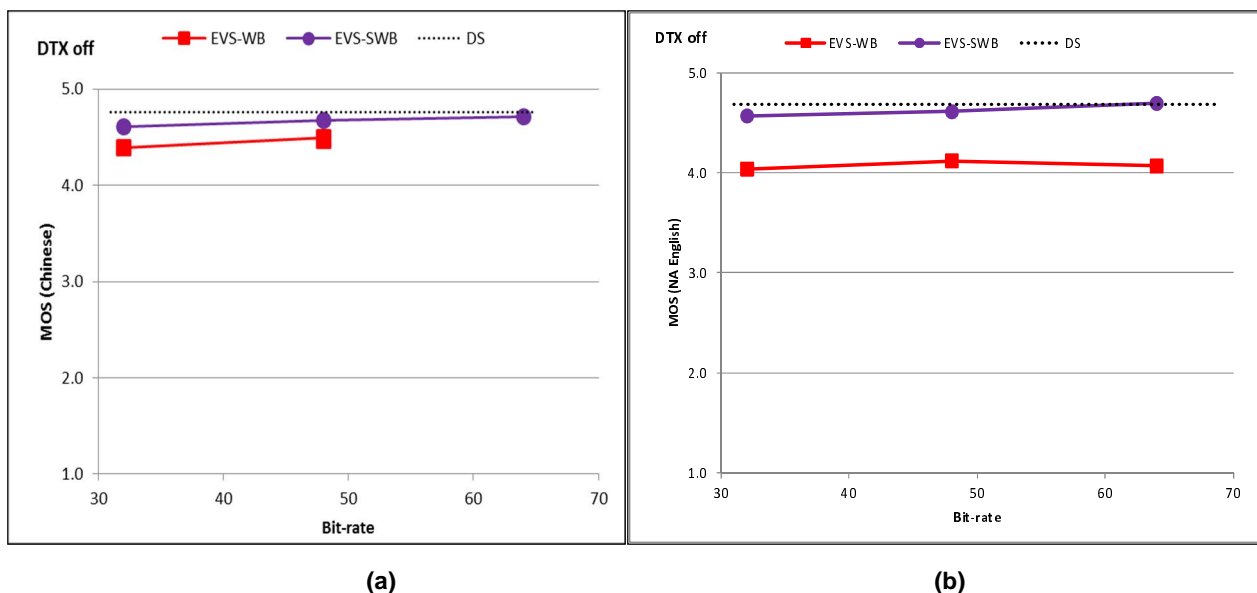 DTX off
EVS-WB EVS-SWB DS
5.0
4.0
3.0
2.0
1.0
MOS (Chinese)
30 40 50 60 70
Bit-rate
(a)
DTX off
EVS-WB EVS-SWB DS
5.0
4.0
3.0
2.0
1.0
MOS (NA English)
30 40 50 60 70
Bit-rate
(b)